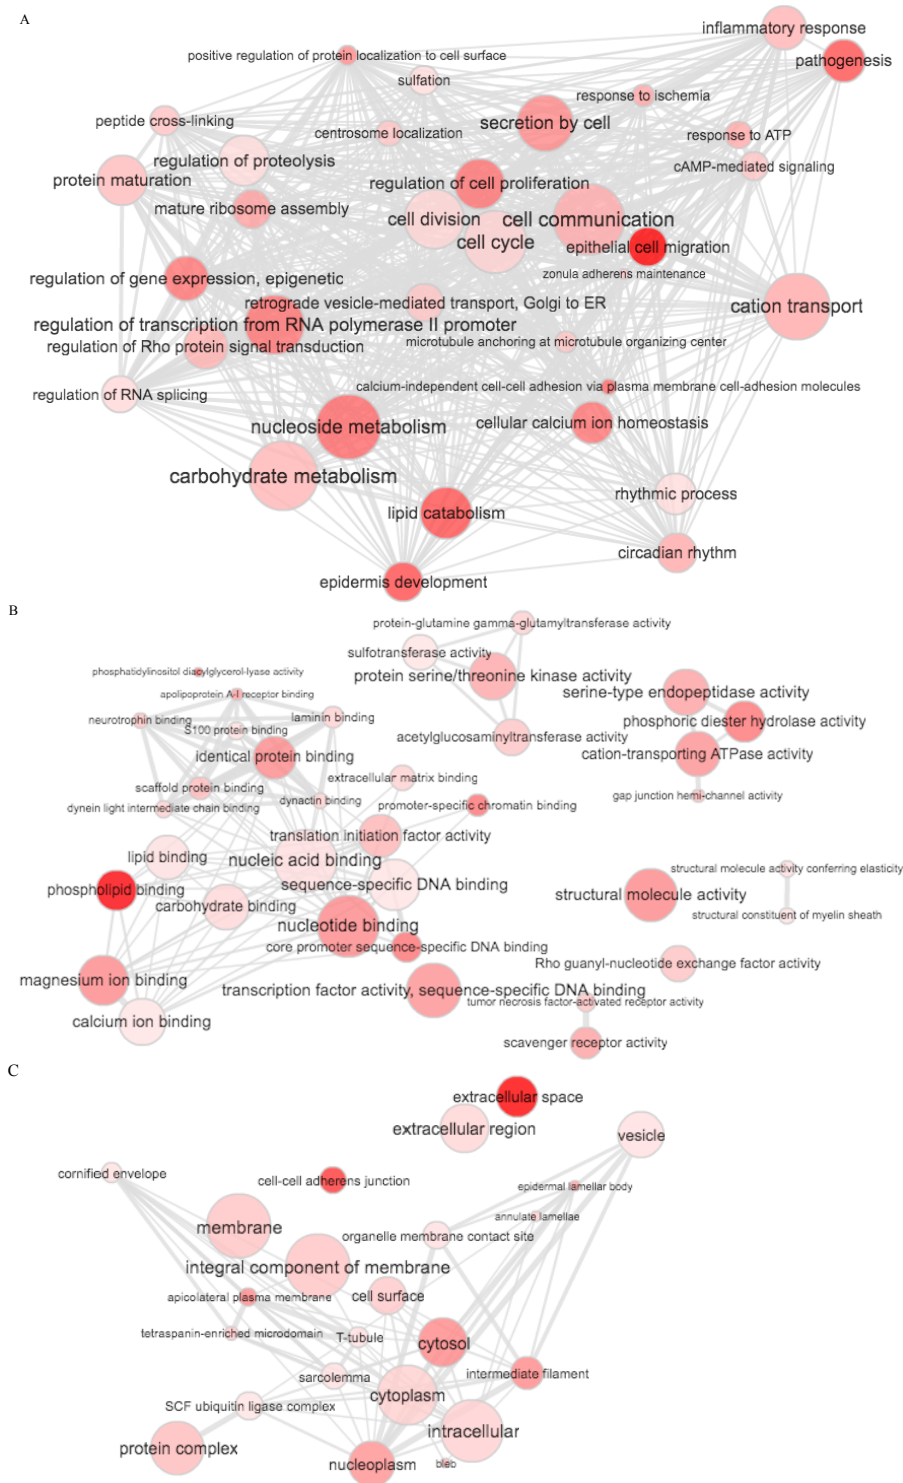 A
inflammatory response
positive regulation of protein localization to cell surface
pathogenesis
sulfation
response to ischemia
peptide cross-linking
secretion by cell
centrosome localization
response to ATP
regulation of proteolysis
cAMP-mediated signaling
protein maturation
regulation of cell proliferation
mature ribosome assembly
cell division
cell communication
cell cycle
epithelial cell migration
zonula adherens maintenance
regulation of gene expression, epigenetic
retrograde vesicle-mediated transport, Golgi to ER
cation transport
regulation of transcription from RNA polymerase II promoter
microtubule anchoring at microtubule organizing center
regulation of Rho protein signal transduction
calcium-independent cell-cell adhesion via plasma membrane cell-adhesion molecules
regulation of RNA splicing
nucleoside metabolism
cellular calcium ion homeostasis
carbohydrate metabolism
rhythmic process
lipid catabolism
circadian rhythm
epidermis development
B
protein-glutamine gamma-glutamyltransferase activity
sulfotransferase activity
phosphatidylinositol diacylglycerol-lyase activity
protein serine/threonine kinase activity
apolipoprotein A-I receptor binding
serine-type endopeptidase activity
neurotrophin binding
laminin binding
S100 protein binding
phosphoric diester hydrolase activity
acetylglucosaminyltransferase activity
identical protein binding
cation-transporting ATPase activity
extracellular matrix binding
scaffold protein binding
gap junction hemi-channel activity
dynactin binding
dynein light intermediate chain binding
promoter-specific chromatin binding
translation initiation factor activity
lipid binding
nucleic acid binding
structural molecule activity conferring elasticity
sequence-specific DNA binding
phospholipid binding
structural molecule activity
carbohydrate binding
structural constituent of myelin sheath
nucleotide binding
core promoter sequence-specific DNA binding
Rho guanyl-nucleotide exchange factor activity
magnesium ion binding
transcription factor activity, sequence-specific DNA binding
tumor necrosis factor-activated receptor activity
calcium ion binding
scavenger receptor activity
C
extracellular space
extracellular region
vesicle
cornified envelope
cell-cell adherens junction
epidermal lamellar body
annulate lamellae
membrane
organelle membrane contact site
integral component of membrane
apicolateral plasma membrane
cell surface
tetraspanin-enriched microdomain
T-tubule
cytosol
sarcolemma
intermediate filament
cytoplasm
SCF ubiquitin ligase complex
intracellular
protein complex
nucleoplasm
bleb